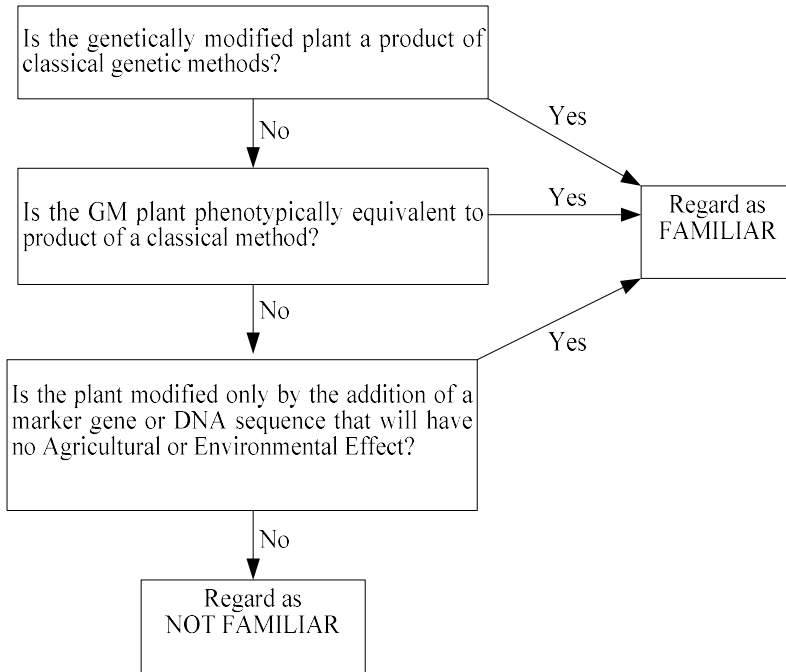 Is the genetically modified plant a product of
classical genetic methods?
Yes
No
Is the GM plant phenotypically equivalent to
product of a classical method?
Yes
Regard as
FAMILIAR
No
Yes
Is the plant modified only by the addition of a
marker gene or DNA sequence that will have
no Agricultural or Environmental Effect?
No
Regard as
NOT FAMILIAR